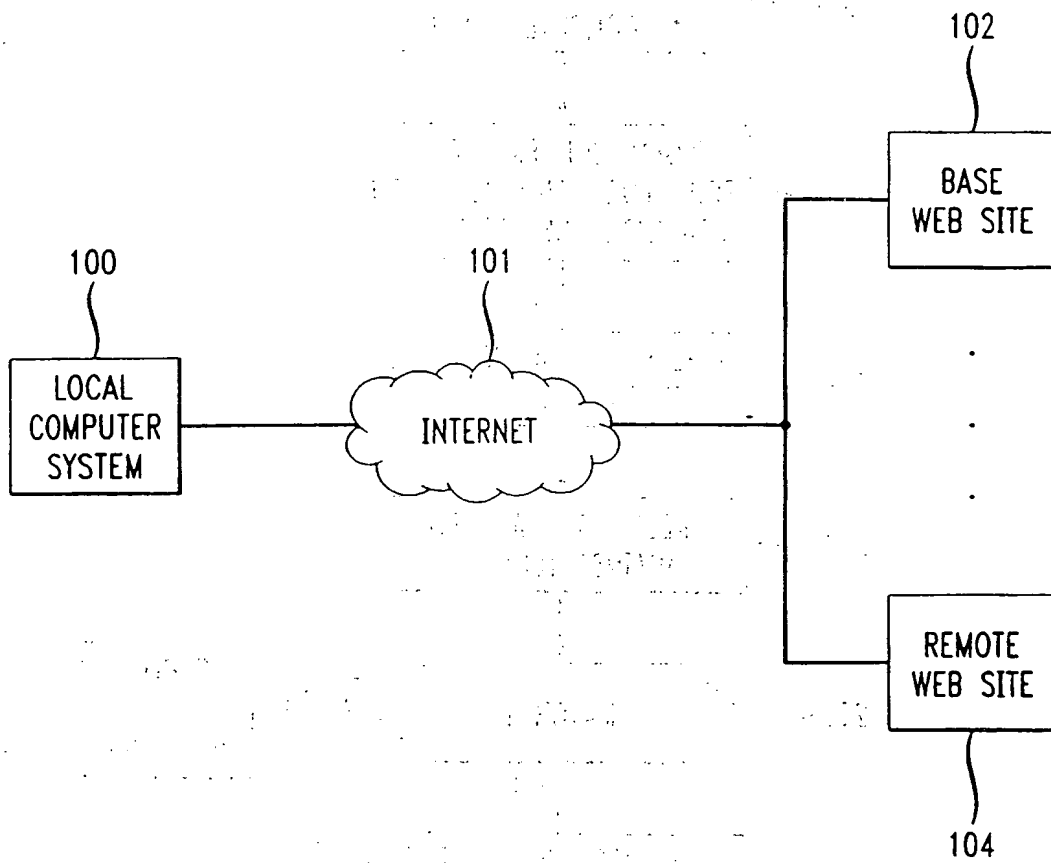 102
BASE
WEB SITE
100
101
LOCAL
COMPUTER
SYSTEM
INTERNET
REMOTE
WEB SITE
104